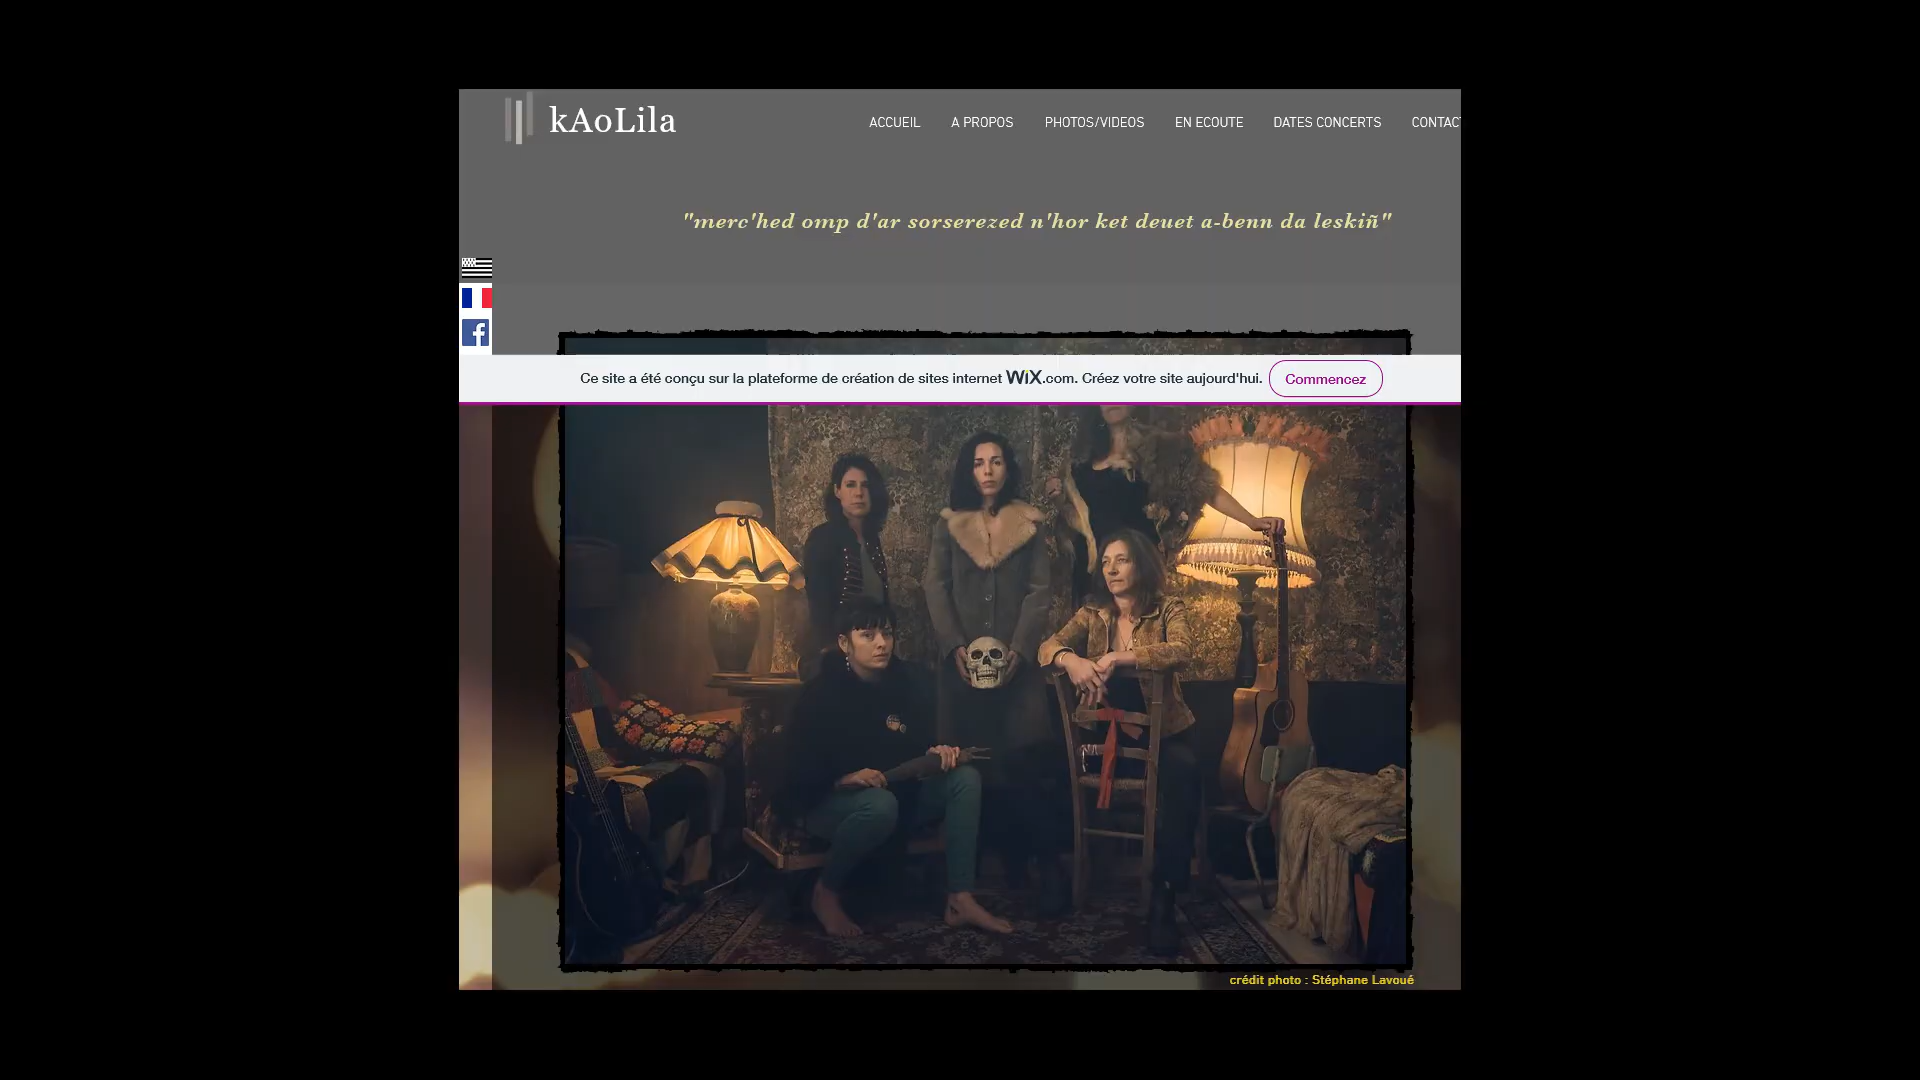 kAoLila
ACCUEIL A PROPOS PHOTOS/VIDEOS EN ECOUTE DATES CONCERTS CONTACT
"merc'hed omp d'ar sorserezed n'hor ket deuet a-benn da leskiñ"
Ce site a été conçu sur la plateforme de création de sites internet WiX.com. Créez votre site aujourd'hui. Commencez
crédit photo : Stéphane Lavoué